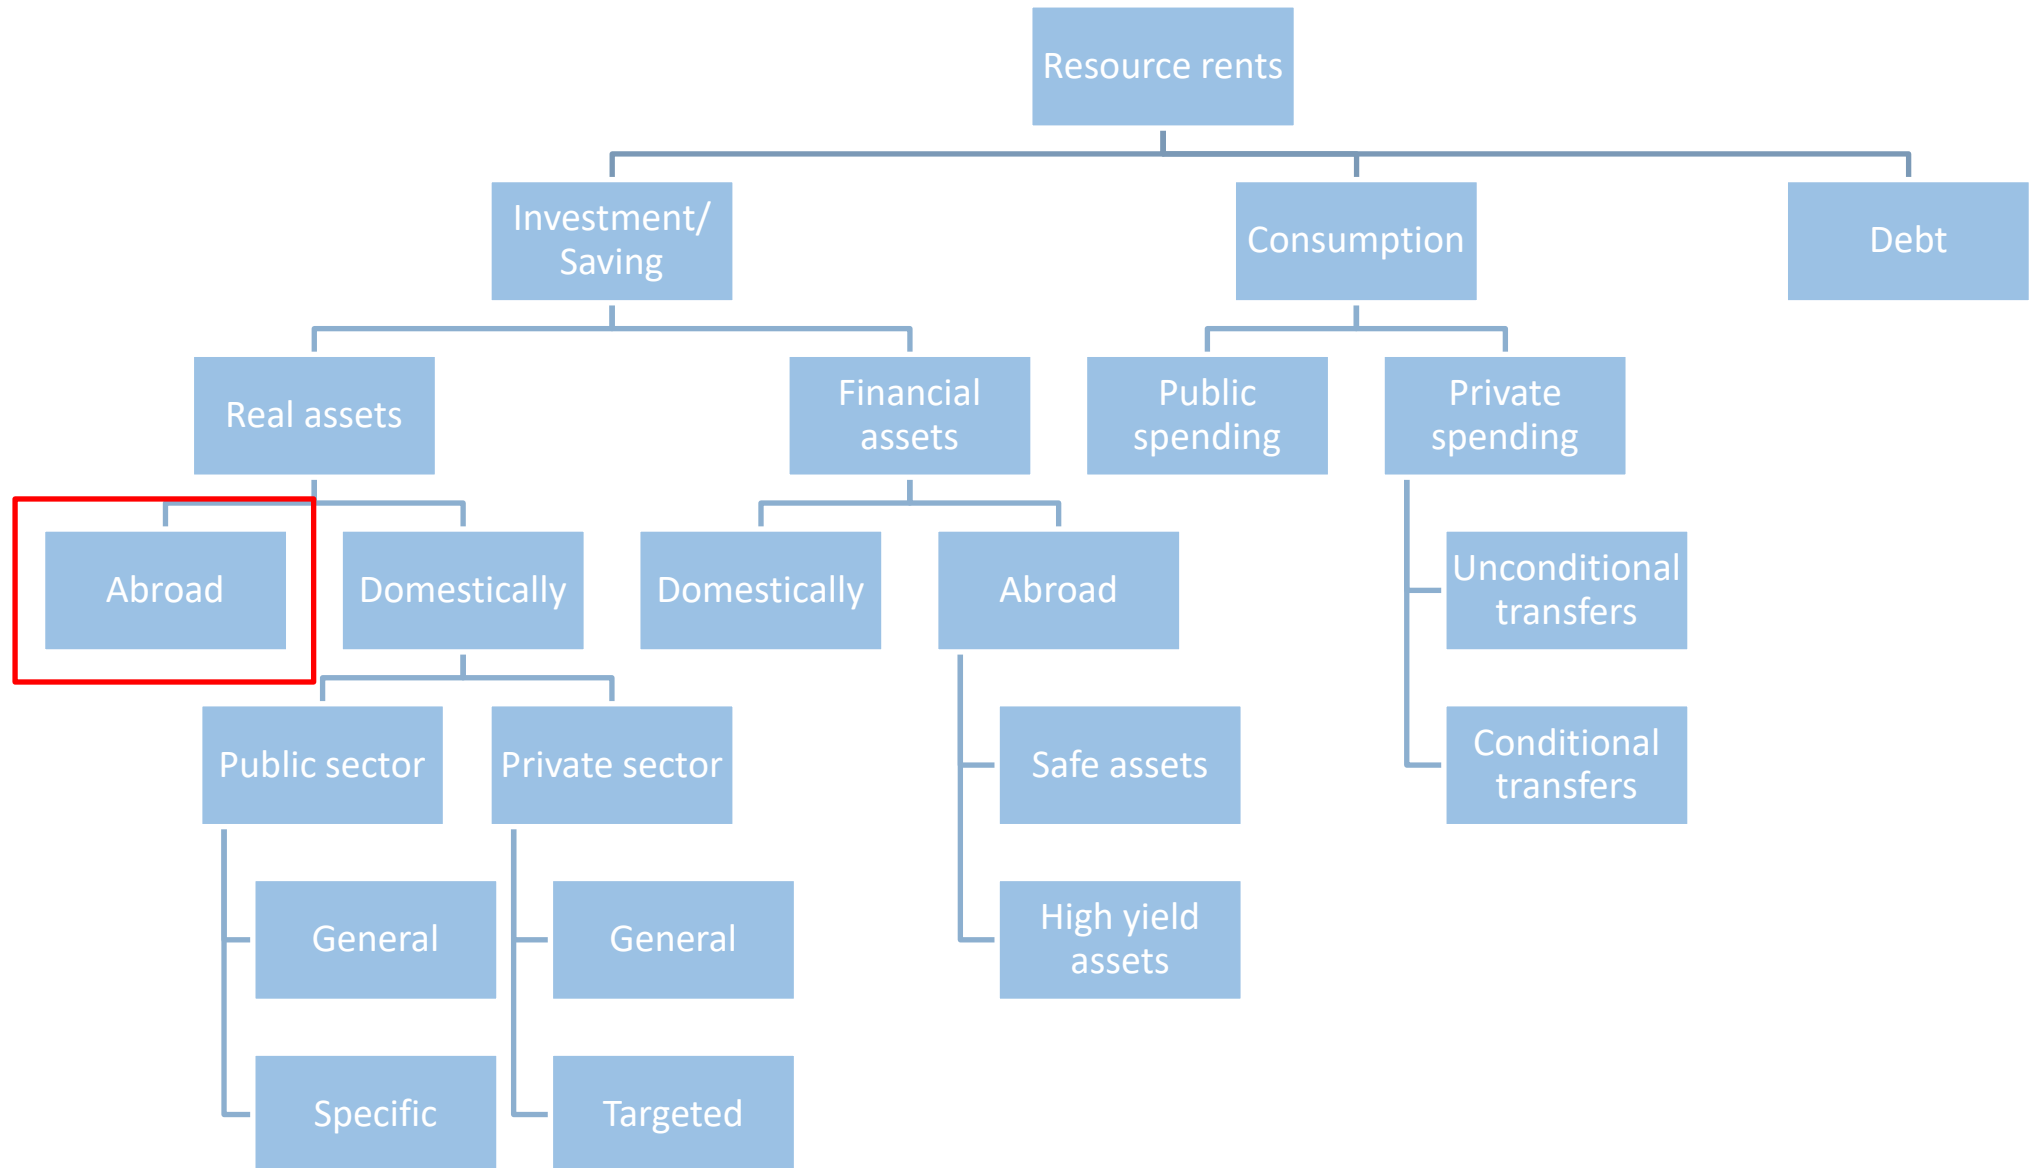 Resource rents
Investment/
Saving
Consumption
Debt
Real assets
Financial
assets
Public
spending
Private
spending
Abroad
Domestically
Domestically
Abroad
Unconditional
transfers
Public sector
Private sector
Safe assets
Conditional
transfers
General
General
High yield
assets
Specific
Targeted